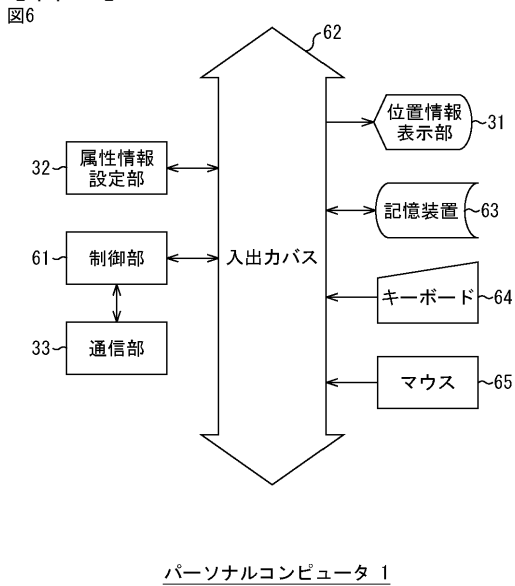 図6
62
位置情報
表示部
31
属性情報
設定部
32
記憶装置
63
61
制御部
入出力バス
キーボード
64
33
通信部
マウス
65
パーソナルコンピュータ 1